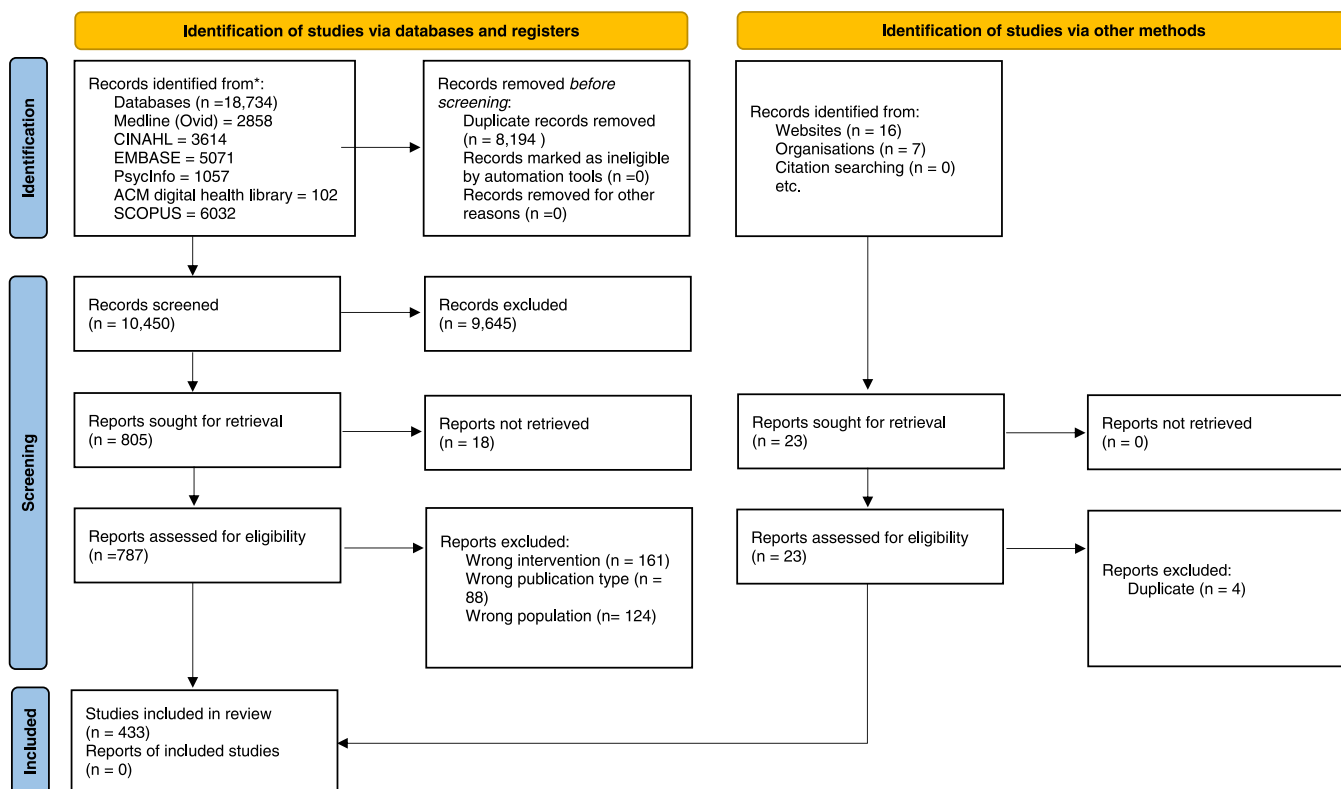 Identification of studies via databases and registers
Identification of studies via other methods
Identification
Records identified from*:
Databases (n =18,734)
Medline (Ovid) = 2858
CINAHL = 3614
EMBASE = 5071
PsycInfo = 1057
ACM digital health library = 102
SCOPUS = 6032
Records removed before
screening:
Duplicate records removed
(n = 8,194 )
Records marked as ineligible
by automation tools (n =0)
Records removed for other
reasons (n =0)
Records identified from:
Websites (n = 16)
Organisations (n = 7)
Citation searching (n = 0)
etc.
Screening
Records screened
(n = 10,450)
Records excluded
(n = 9,645)
Reports sought for retrieval
(n = 805)
Reports not retrieved
(n = 18)
Reports sought for retrieval
(n = 23)
Reports not retrieved
(n = 0)
Reports assessed for eligibility
(n =787)
Reports excluded:
Wrong intervention (n = 161)
Wrong publication type (n =
88)
Wrong population (n= 124)
Reports assessed for eligibility
(n = 23)
Reports excluded:
Duplicate (n = 4)
Included
Studies included in review
(n = 433)
Reports of included studies
(n = 0)